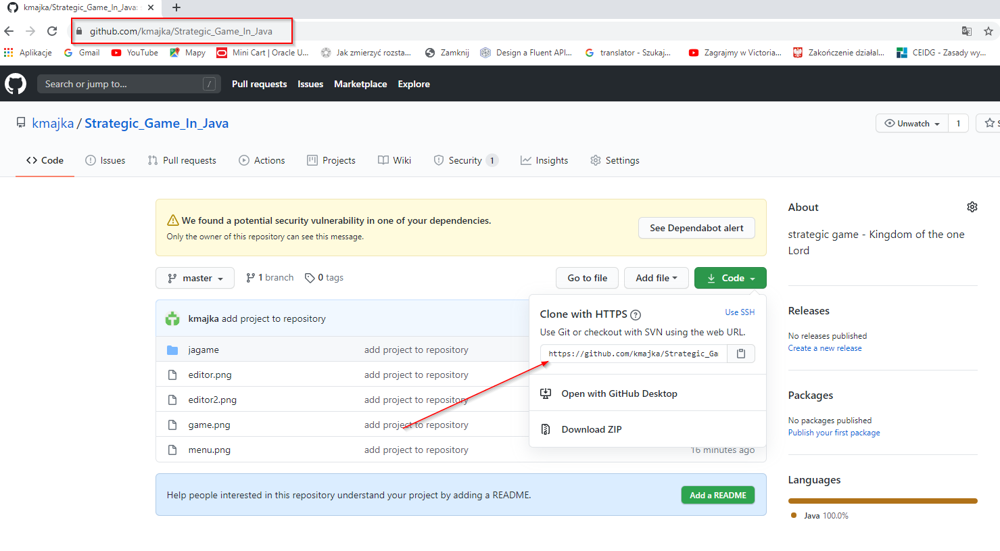 kmajka/Strategic_Game_In_Java:
github.com/kmajka/Strategic_Game_In_Java
Aplikacje
Gmail
YouTube
Mapy
Mini Cart | Oracle U...
Jak zmierzyć rozsta...
Zamknij
Design a Fluent API...
translator - Szukaj...
Zagrajmy w Victoria...
Zakończenie działal...
CEIDG - Zasady wy...
Search or jump to...
/
Pull requests
Issues
Marketplace
Explore
kmajka / Strategic_Game_In_Java
Unwatch
1
S
Code
Issues
Pull requests
Actions
Projects
Wiki
Security 1
Insights
Settings
We found a potential security vulnerability in one of your dependencies.
Only the owner of this repository can see this message.
See Dependabot alert
master
1 branch
0 tags
Go to file
Add file
Code
kmajka add project to repository
jagame
add project to repository
editor.png
add project to repository
editor2.png
add project to repository
game.png
add project to repository
menu.png
add project to repository
16 minutes ago
Clone with HTTPS ?
Use SSH
Use Git or checkout with SVN using the web URL.
https://github.com/kmajka/Strategic_Ga
Open with GitHub Desktop
Download ZIP
Help people interested in this repository understand your project by adding a README.
Add a README
About
strategic game - Kingdom of the one
Lord
Releases
No releases published
Create a new release
Packages
No packages published
Publish your first package
Languages
Java 100.0%